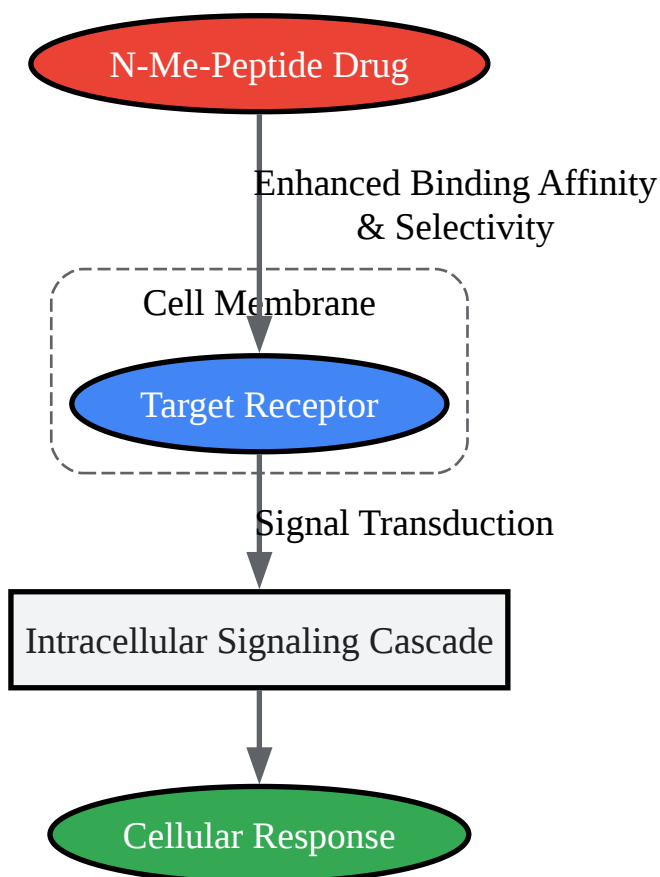 N-Me-Peptide Drug
Enhanced Binding Affinity
& Selectivity
Cell Membrane
Target Receptor
Signal Transduction
Intracellular Signaling Cascade
Cellular Response